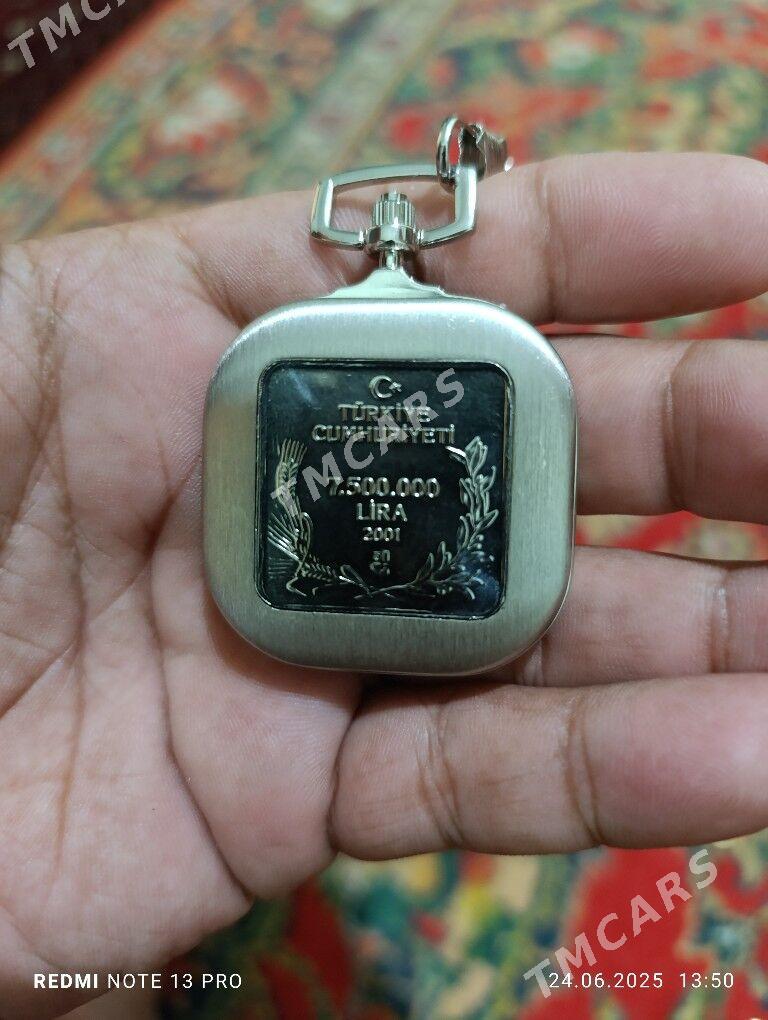 TMCARS
TÜRKİYE
CUMHURİYETİ
TMCARS
7.500.000
LİRA
2001
TMCARS
REDMI NOTE 13 PRO
24.06.2025 13:50